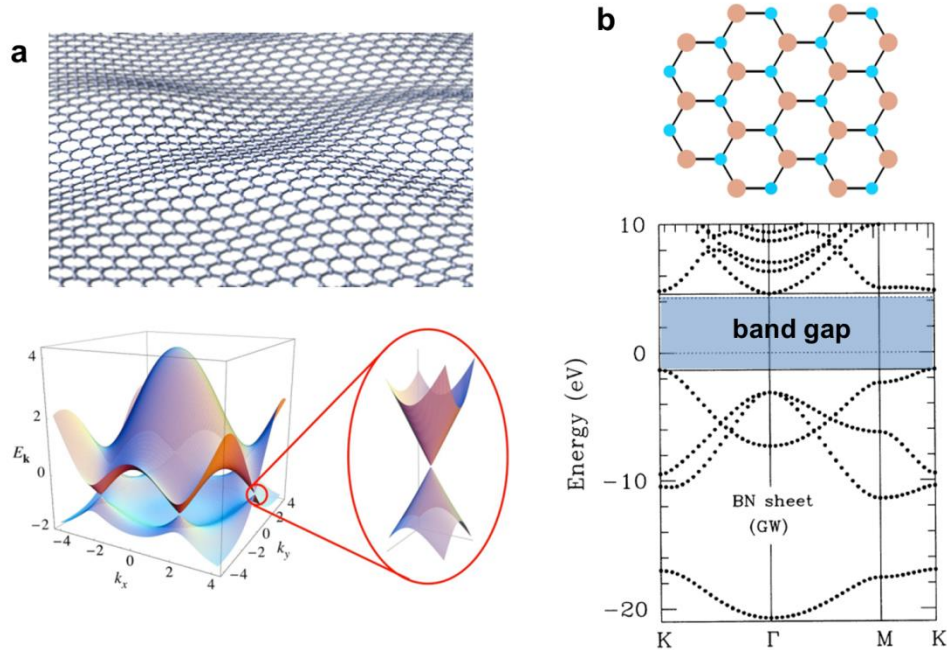 a
4
2
0
−2
E_k
−4
−2
0
2
4
k_x
−4
−2
0
2
4
k_y
b
10
0
−10
−20
Energy (eV)
band gap
BN sheet
(GW)
K Γ M K